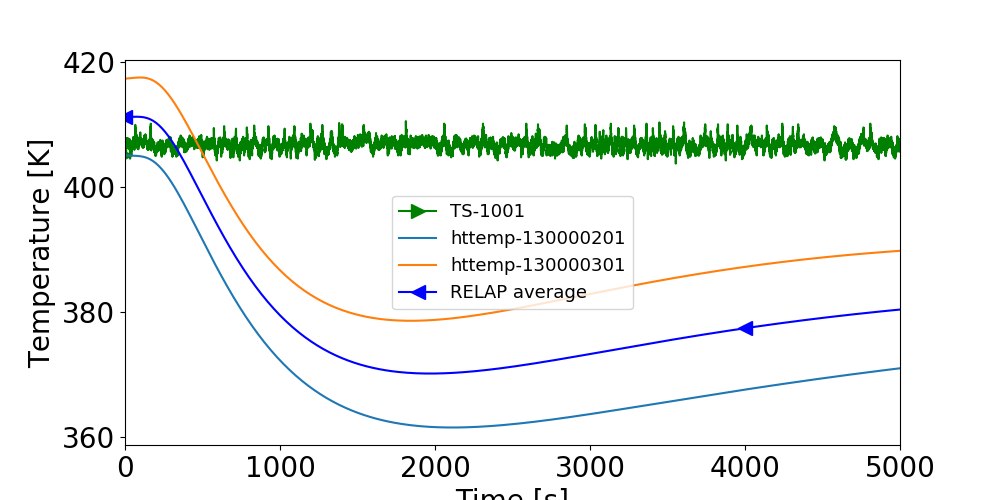 Temperature [K]
420
400
380
360
TS-1001
httemp-130000201
httemp-130000301
RELAP average
0 1000 2000 3000 4000 5000
Time [s]